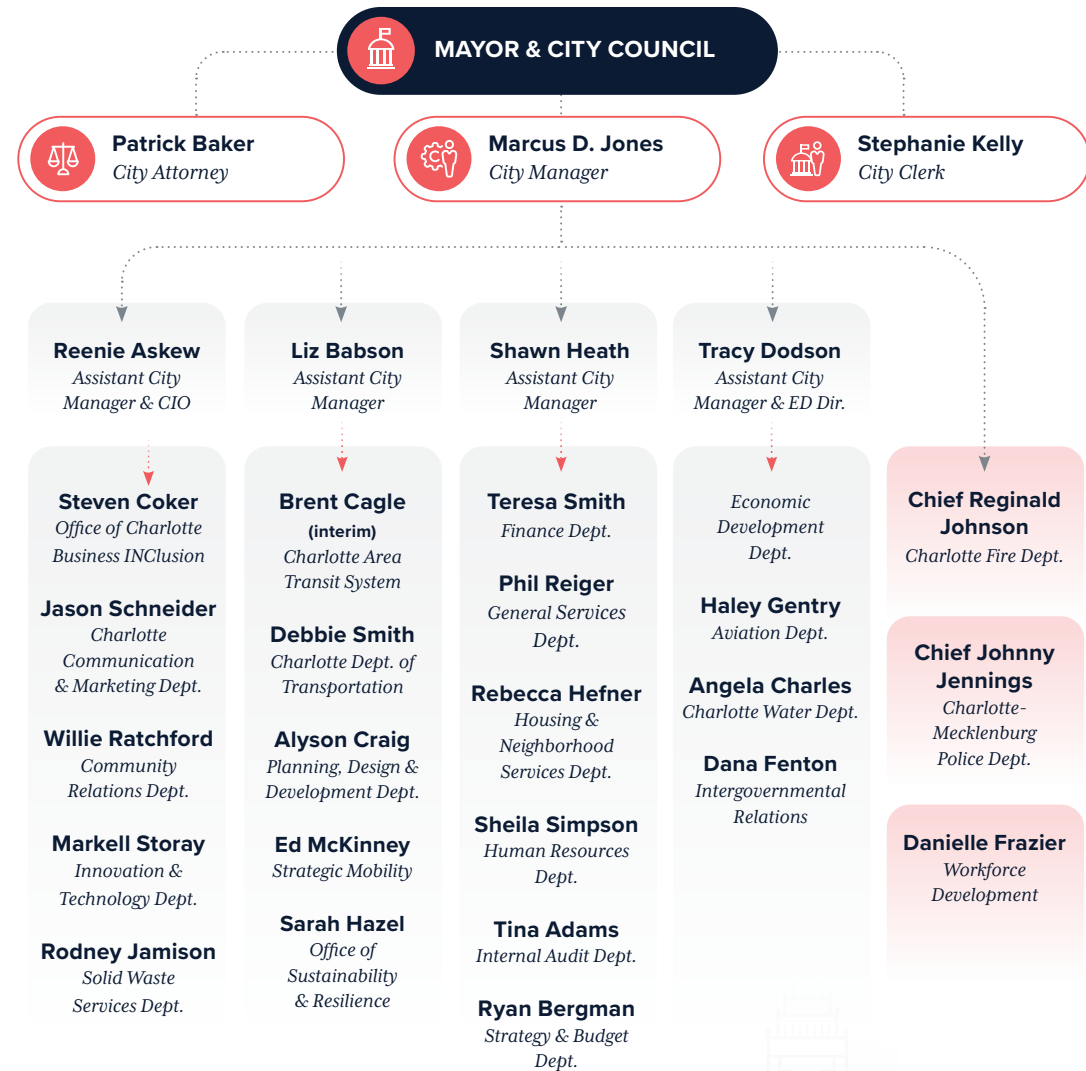 MAYOR & CITY COUNCIL
Patrick Baker
City Attorney
Marcus D. Jones
City Manager
Stephanie Kelly
City Clerk
Reenie Askew
Assistant City
Manager & CIO
Liz Babson
Assistant City
Manager
Shawn Heath
Assistant City
Manager
Tracy Dodson
Assistant City
Manager & ED Dir.
Steven Coker
Office of Charlotte
Business INClusion
Jason Schneider
Charlotte
Communication
& Marketing Dept.
Willie Ratchford
Community
Relations Dept.
Markell Storay
Innovation &
Technology Dept.
Rodney Jamison
Solid Waste
Services Dept.
Brent Cagle
(interim)
Charlotte Area
Transit System
Debbie Smith
Charlotte Dept. of
Transportation
Alyson Craig
Planning, Design &
Development Dept.
Ed McKinney
Strategic Mobility
Sarah Hazel
Office of
Sustainability
& Resilience
Teresa Smith
Finance Dept.
Phil Reiger
General Services
Dept.
Rebecca Hefner
Housing &
Neighborhood
Services Dept.
Sheila Simpson
Human Resources
Dept.
Tina Adams
Internal Audit Dept.
Ryan Bergman
Strategy & Budget
Dept.
Economic
Development
Dept.
Haley Gentry
Aviation Dept.
Angela Charles
Charlotte Water Dept.
Dana Fenton
Intergovernmental
Relations
Chief Reginald
Johnson
Charlotte Fire Dept.
Chief Johnny
Jennings
Charlotte-
Mecklenburg
Police Dept.
Danielle Frazier
Workforce
Development